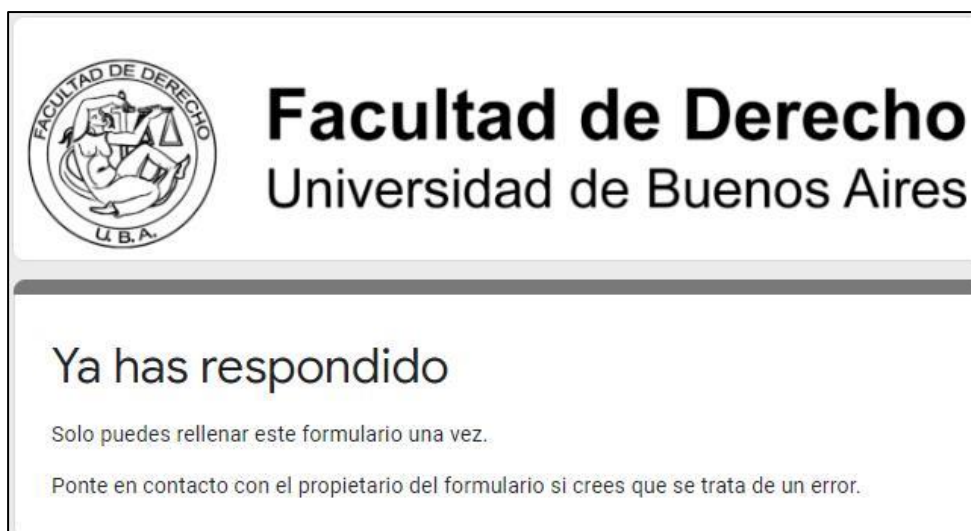 FACULTAD DE DERECHO
U.B.A.
Facultad de Derecho
Universidad de Buenos Aires
Ya has respondido
Solo puedes rellenar este formulario una vez.
Ponte en contacto con el propietario del formulario si crees que se trata de un error.